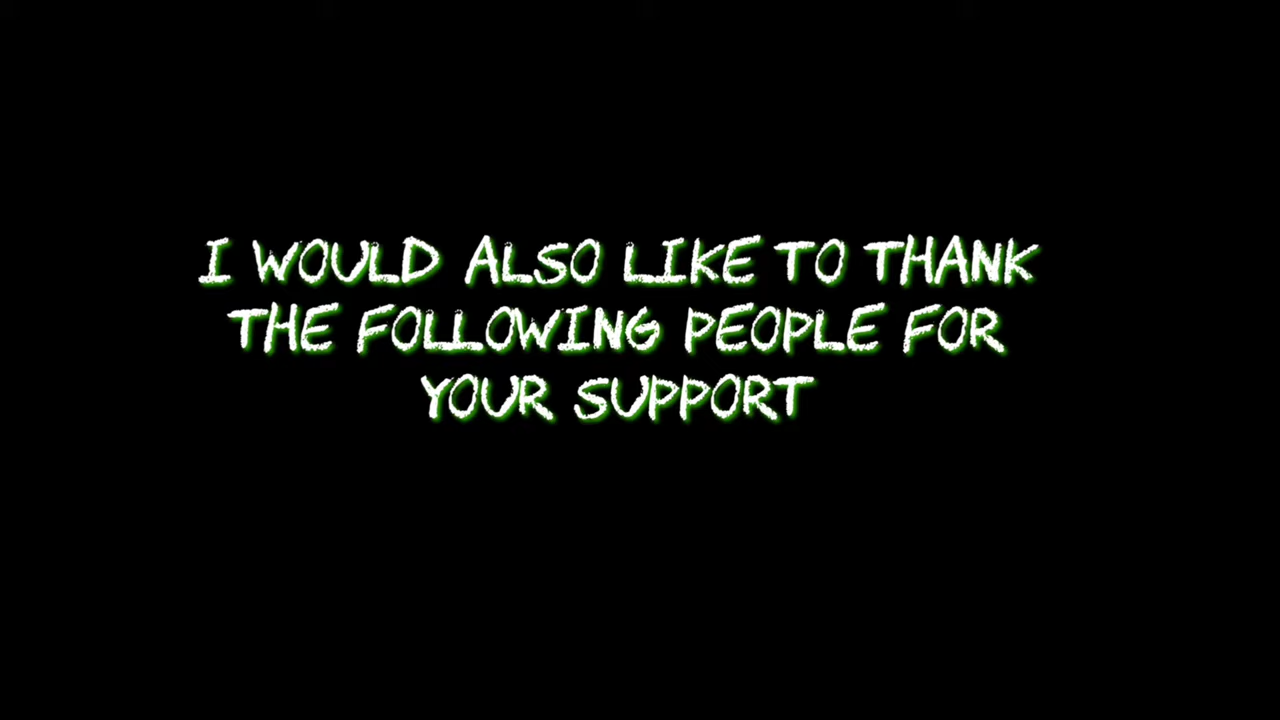 I WOULD ALSO LIKE TO THANK
THE FOLLOWING PEOPLE FOR
YOUR SUPPORT